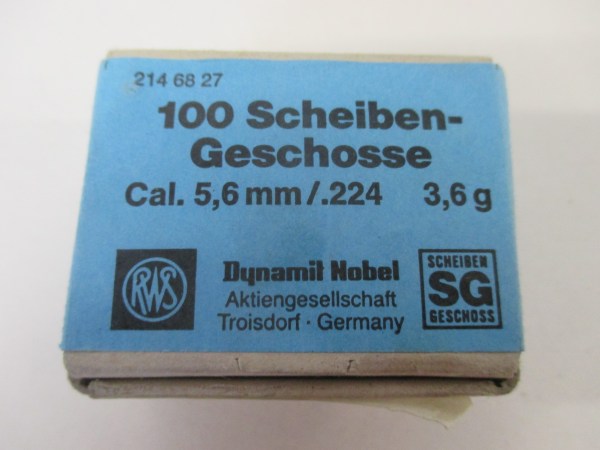 214 68 27
100 Scheiben-
Geschosse
Cal. 5,6 mm/.224 3,6 g
RWS
Dynamit Nobel
Aktiengesellschaft
Troisdorf · Germany
SCHEIBEN
SG
GESCHOSS